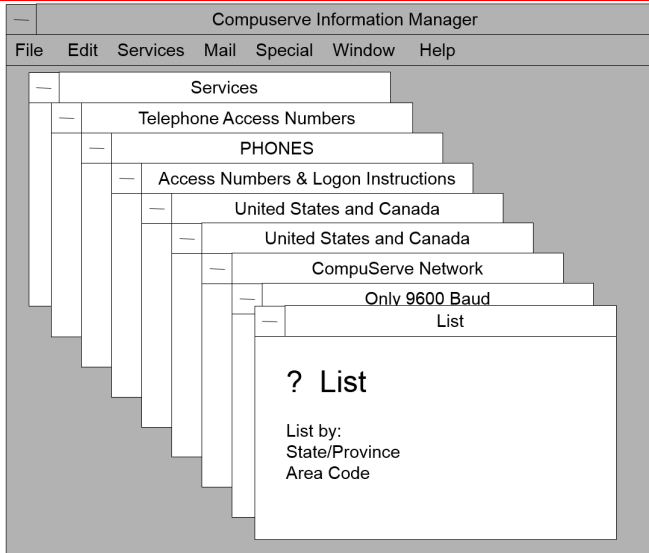 Compuserve Information Manager
File Edit Services Mail Special Window Help
Services
Telephone Access Numbers
PHONES
Access Numbers & Logon Instructions
United States and Canada
United States and Canada
CompuServe Network
Only 9600 Baud
List
? List
List by:
State/Province
Area Code